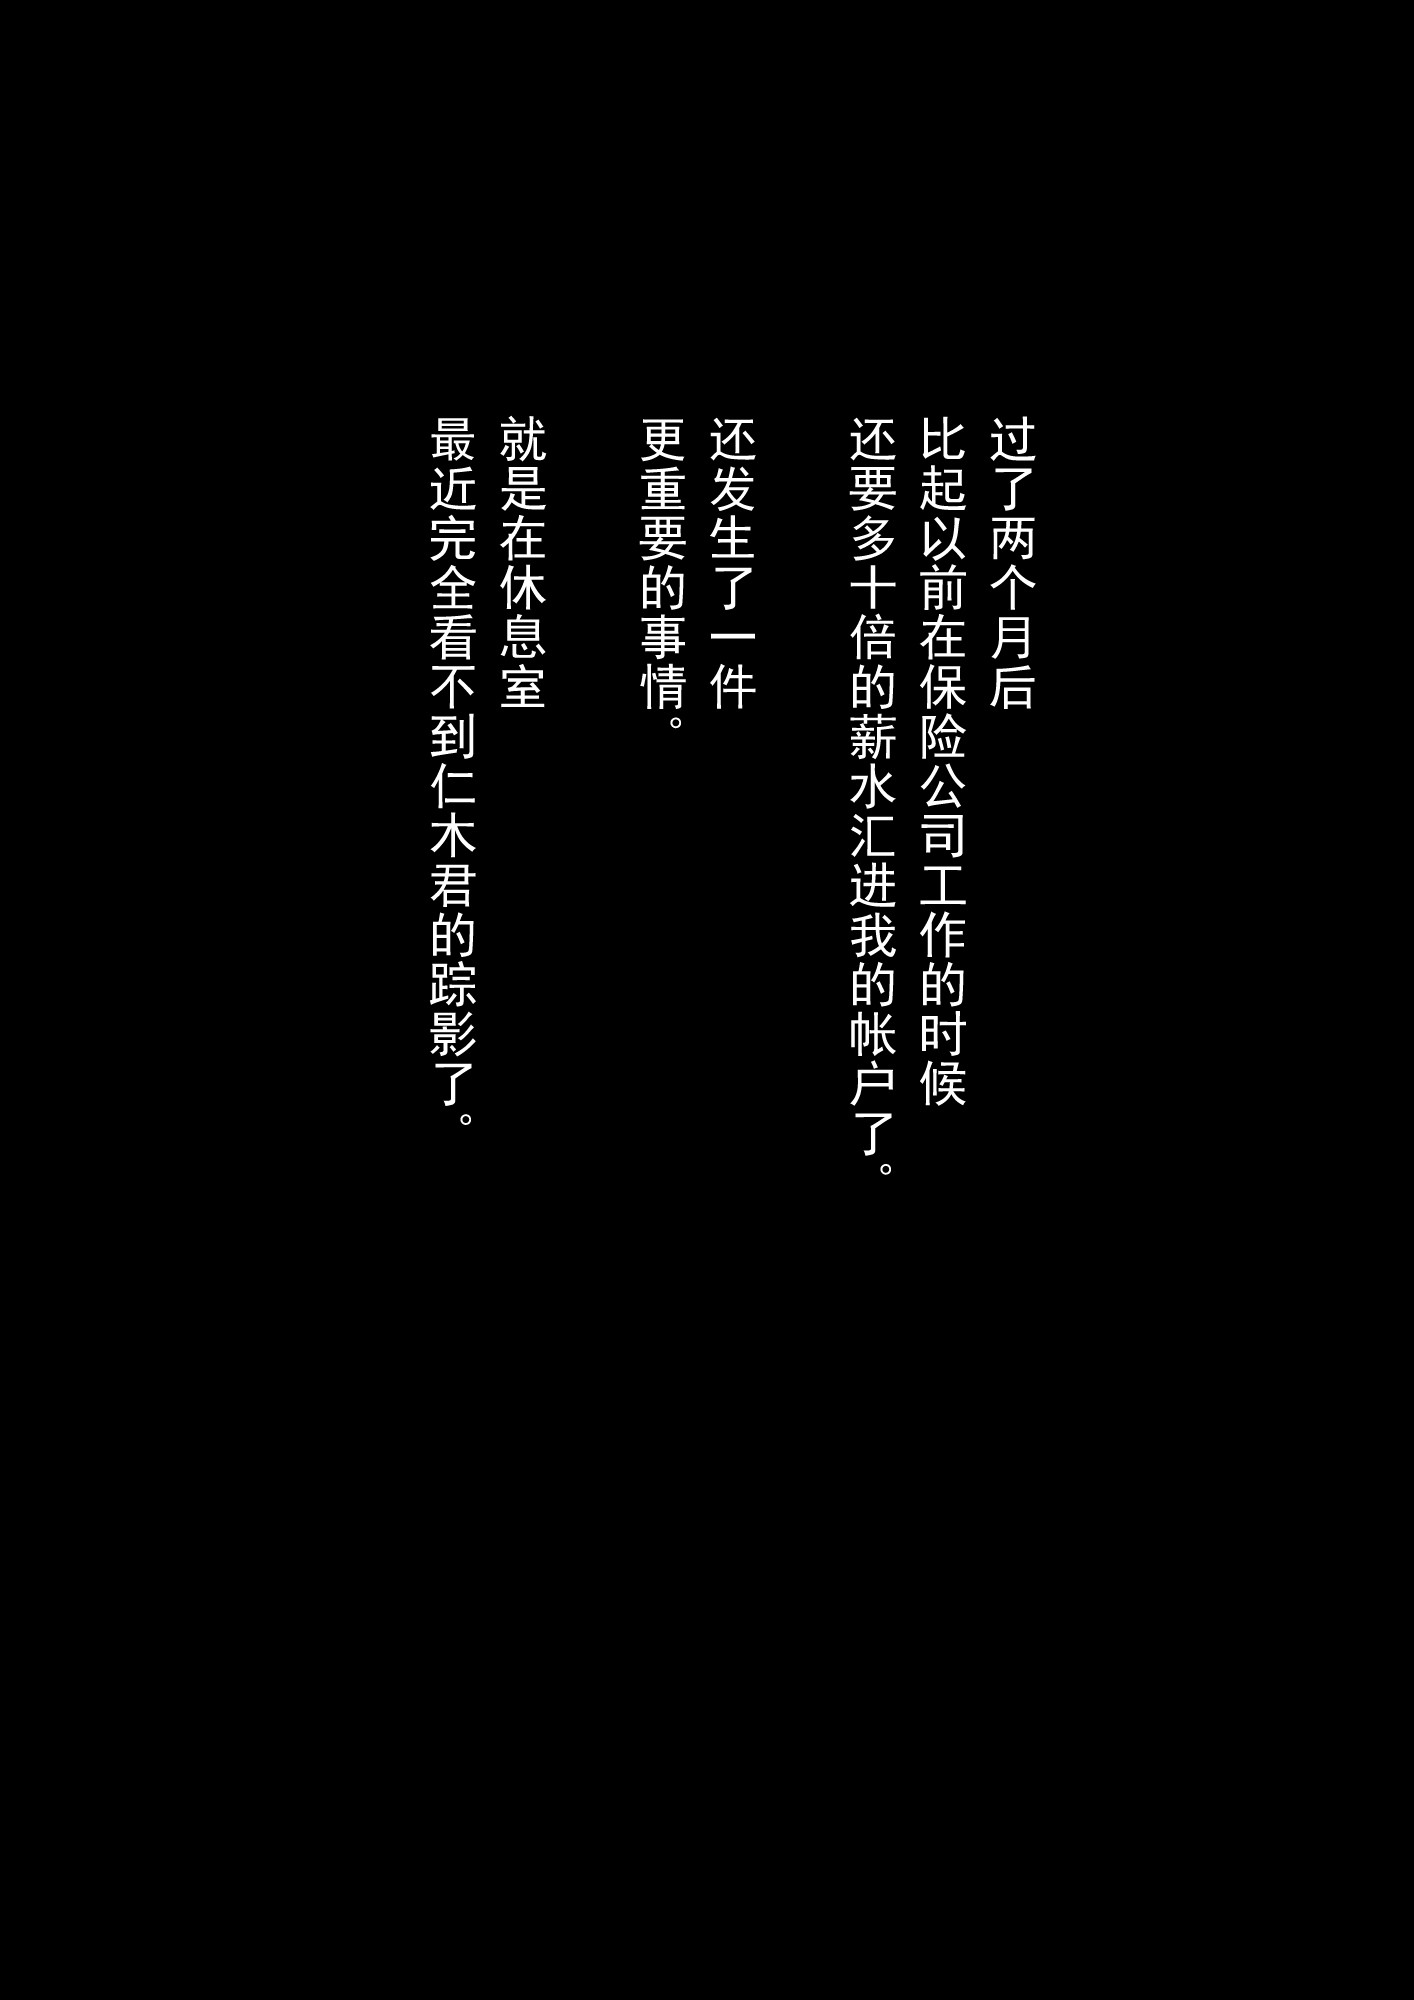 过了两个月后
比起以前在保险公司工作的时候
还要多十倍的薪水汇进我的帐户了。
还发生了一件
更重要的事情。
就是在休息室
最近完全看不到仁木君的踪影了。